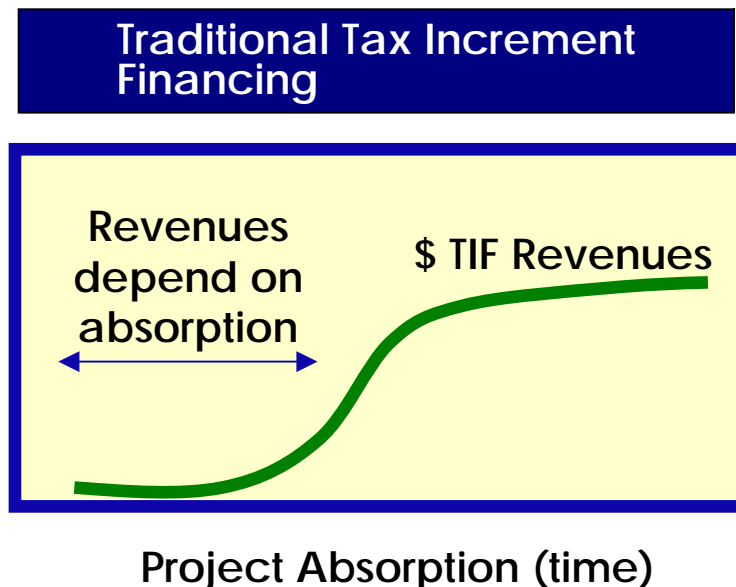 Traditional Tax Increment
Financing
Revenues
depend on
absorption
$ TIF Revenues
Project Absorption (time)